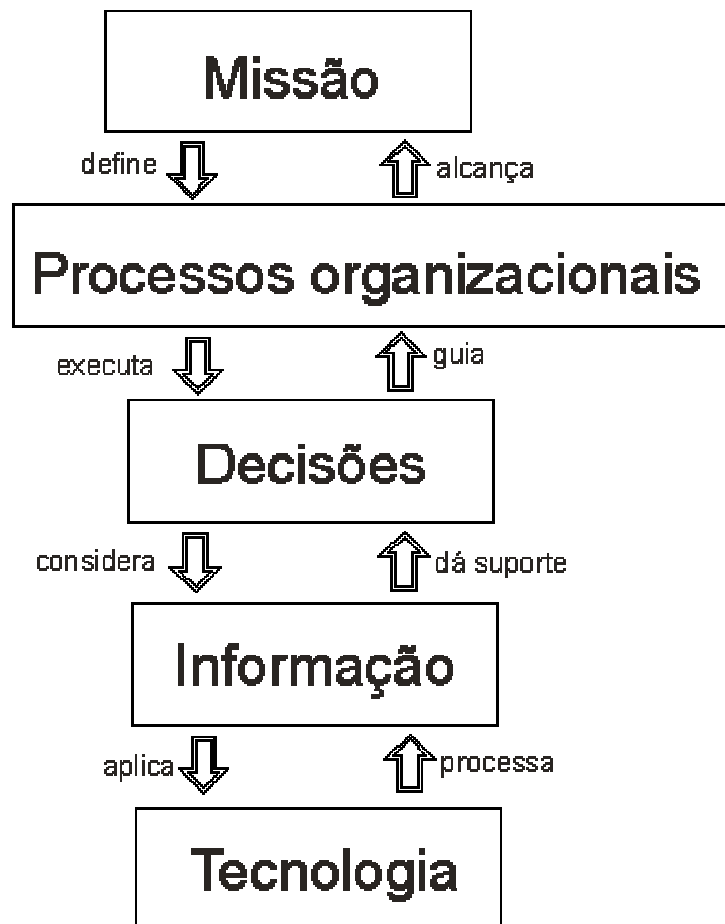 Missão
define alcança
Processos organizacionais
executa guia
Decisões
considera dá suporte
Informação
aplica processa
Tecnologia